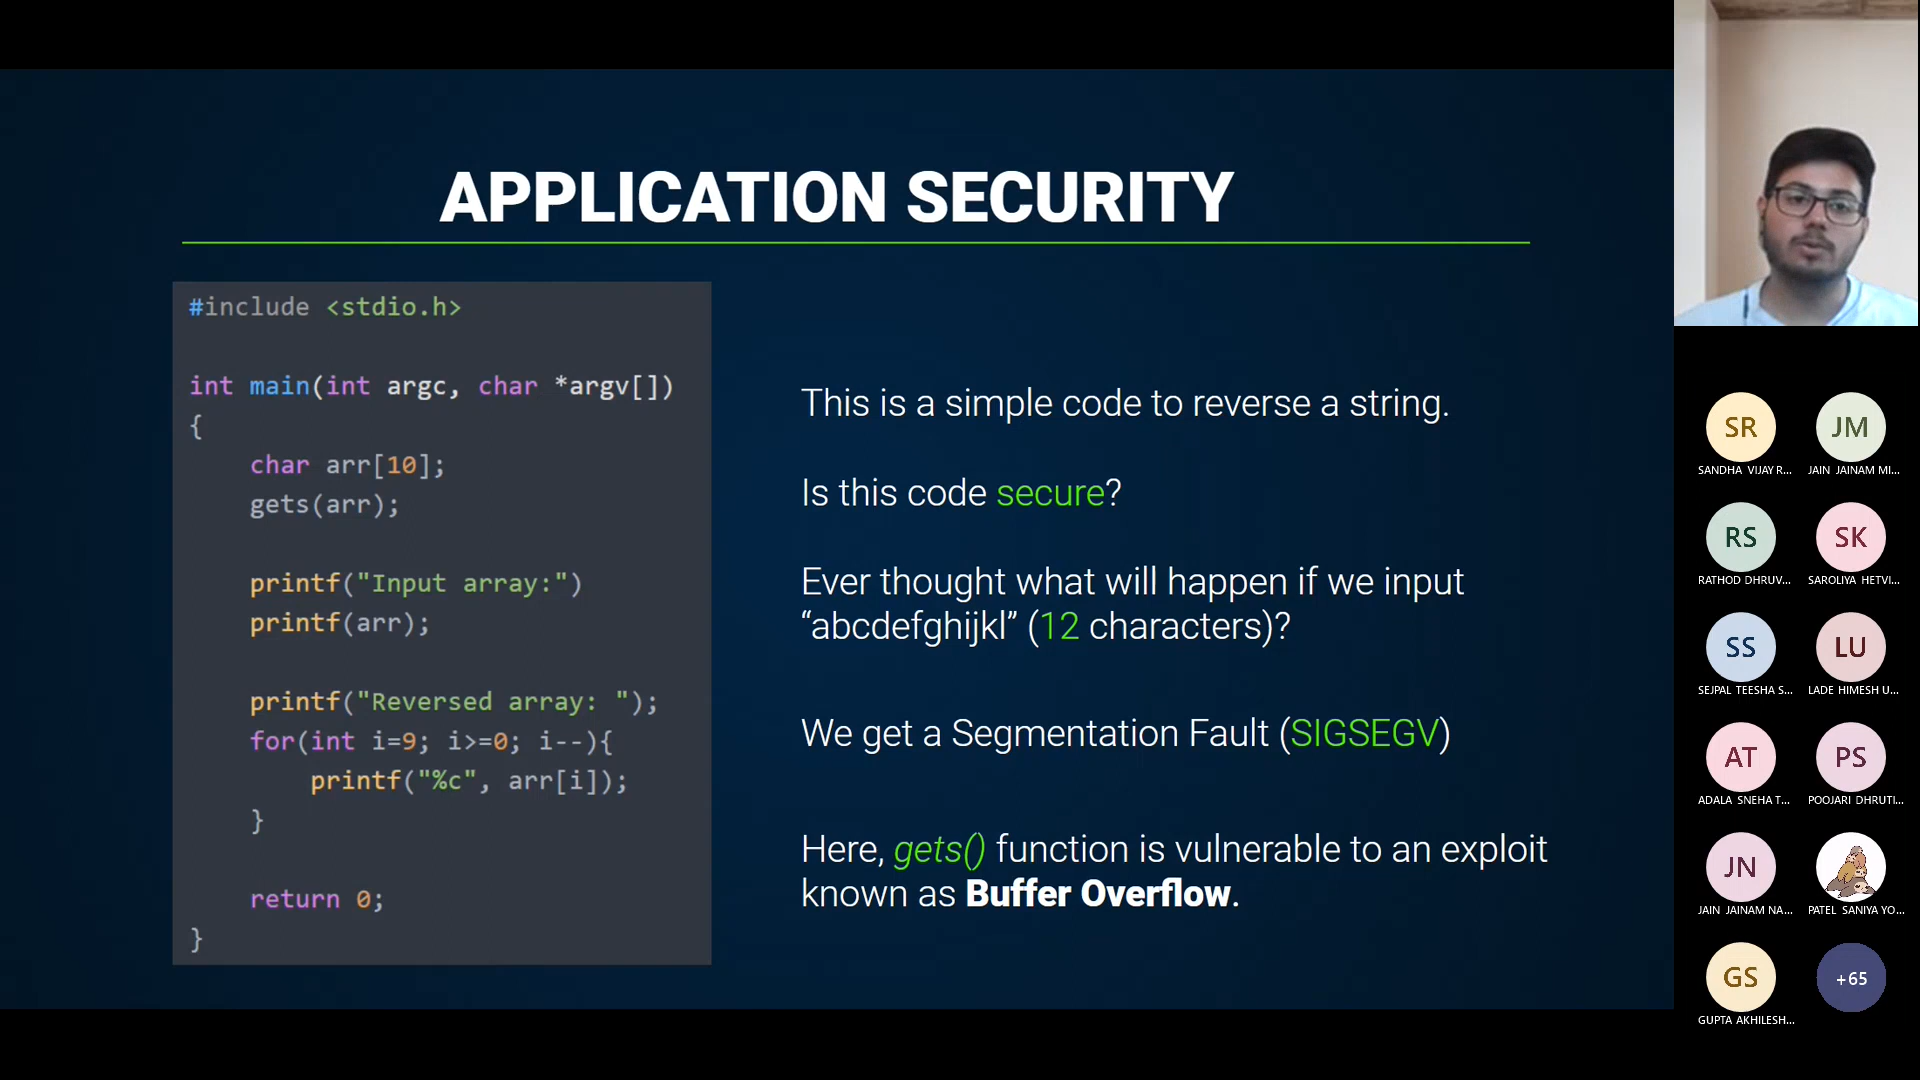 APPLICATION SECURITY
#include <stdio.h>
int main(int argc, char *argv[])
{
char arr[10];
gets(arr);
printf("Input array:")
printf(arr);
printf("Reversed array: ");
for(int i=9; i>=0; i--){
printf("%c", arr[i]);
}
return 0;
}
This is a simple code to reverse a string.
Is this code secure?
Ever thought what will happen if we input
“abcdefghijkl” (12 characters)?
We get a Segmentation Fault (SIGSEGV)
Here, gets() function is vulnerable to an exploit
known as Buffer Overflow.
SR
JM
SANDHA VIJAY R...
JAIN JAINAM MI...
RS
SK
RATHOD DHRUV...
SAROLIYA HETVI...
SS
LU
SEJPAL TEESHA S...
LADE HIMESH U...
AT
PS
ADALA SNEHA T...
POOJARI DHRUTI...
JN
JAIN JAINAM NA...
PATEL SANIYA YO...
GS
+65
GUPTA AKHILESH...